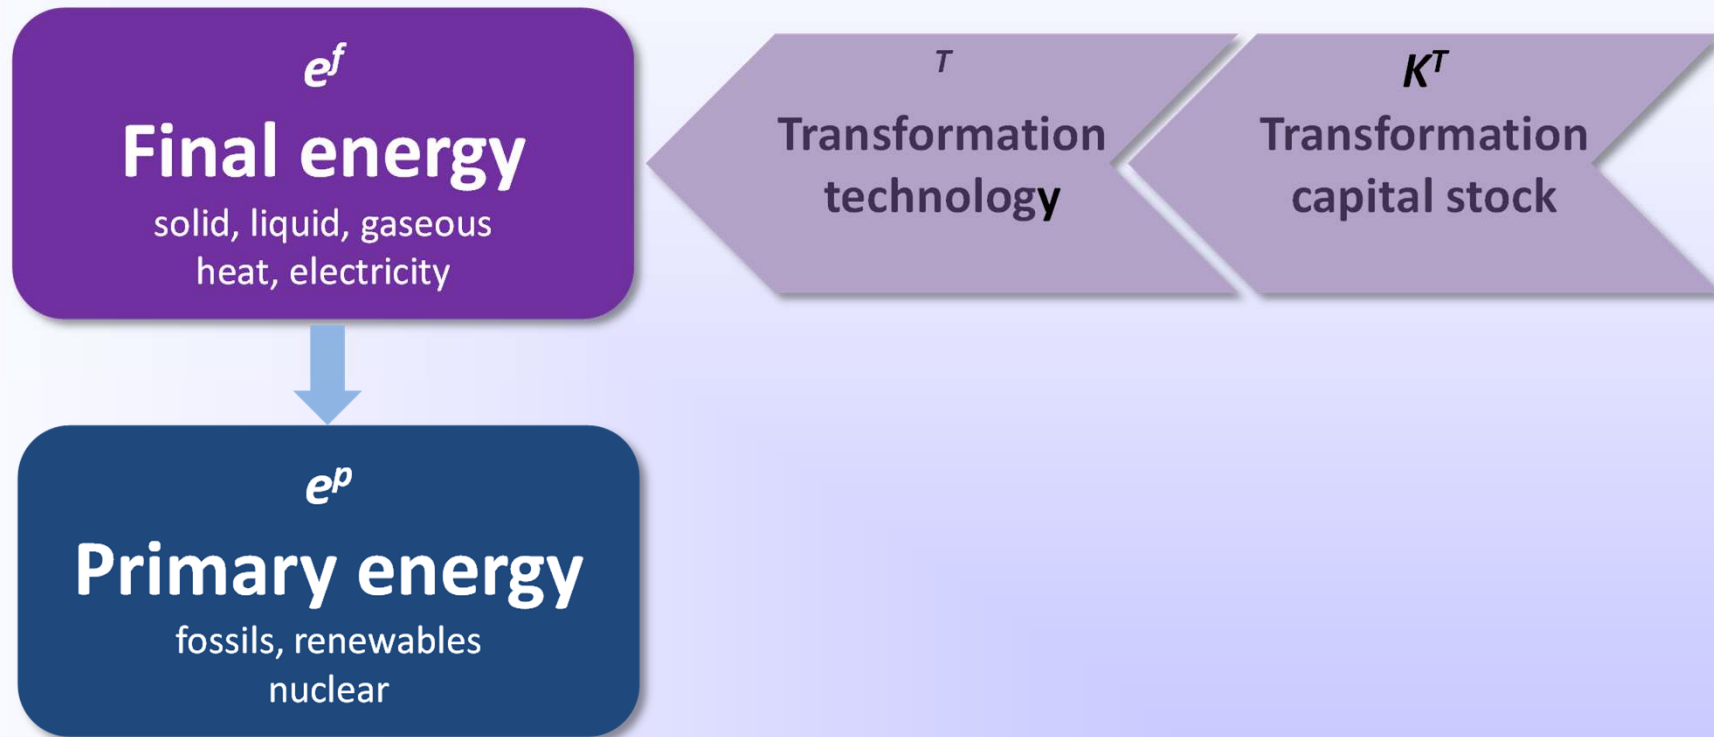 e^f
Final energy
solid, liquid, gaseous
heat, electricity
T
Transformation
technology
K^T
Transformation
capital stock
e^p
Primary energy
fossils, renewables
nuclear